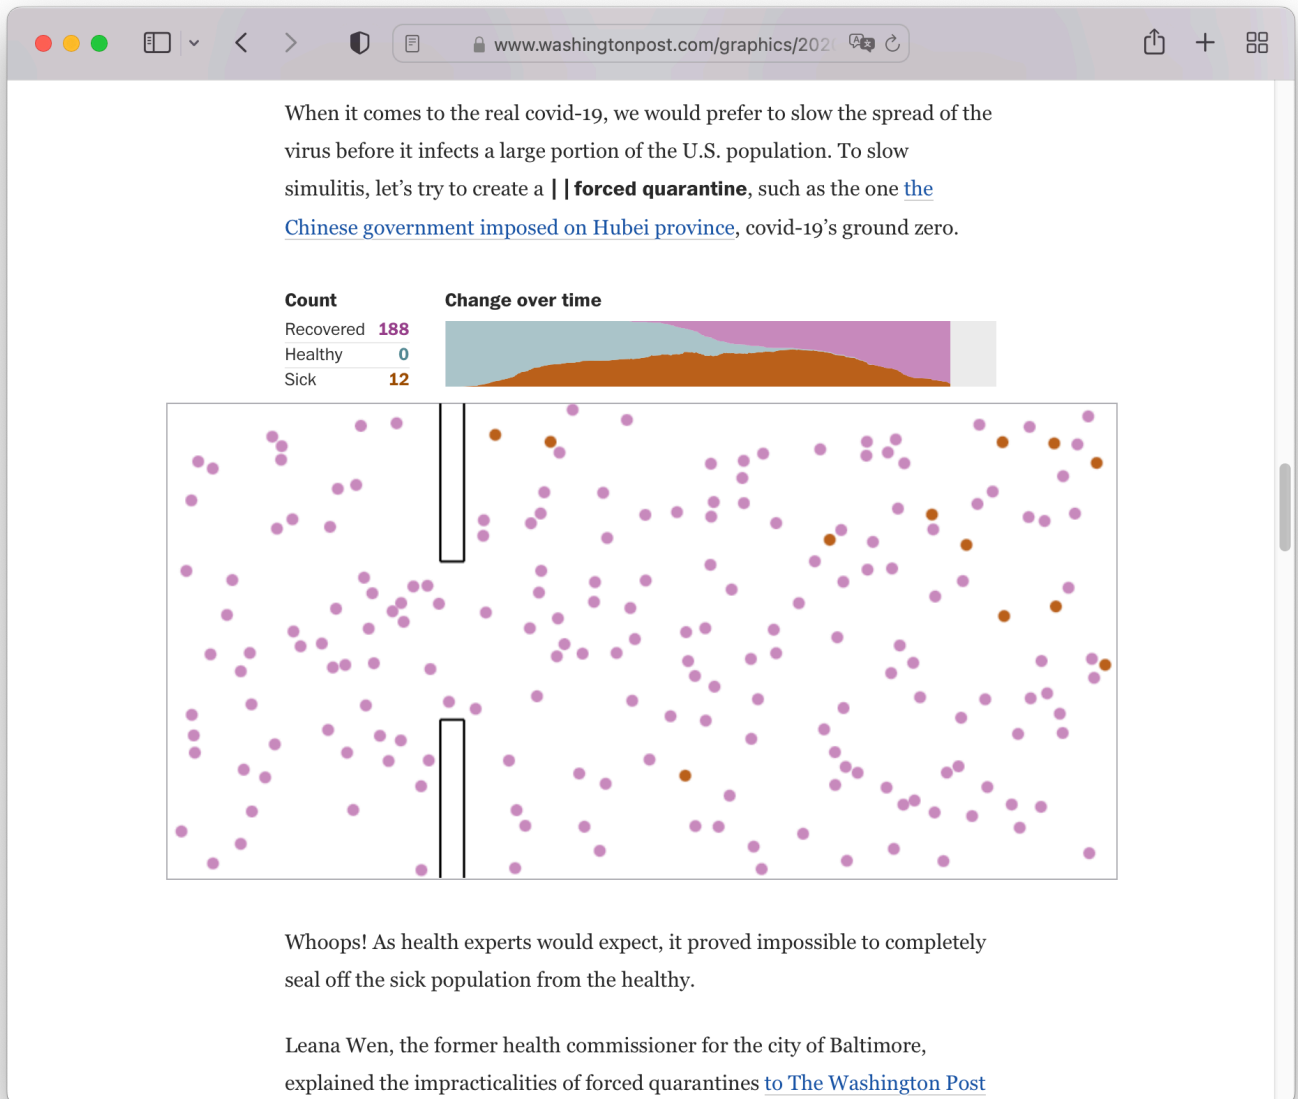 www.washingtonpost.com/graphics/202
When it comes to the real covid-19, we would prefer to slow the spread of the
virus before it infects a large portion of the U.S. population. To slow
simulitis, let’s try to create a ||forced quarantine, such as the one the
Chinese government imposed on Hubei province, covid-19’s ground zero.
Count
Change over time
Recovered 188
Healthy 0
Sick 12
Whoops! As health experts would expect, it proved impossible to completely
seal off the sick population from the healthy.
Leana Wen, the former health commissioner for the city of Baltimore,
explained the impracticalities of forced quarantines to The Washington Post